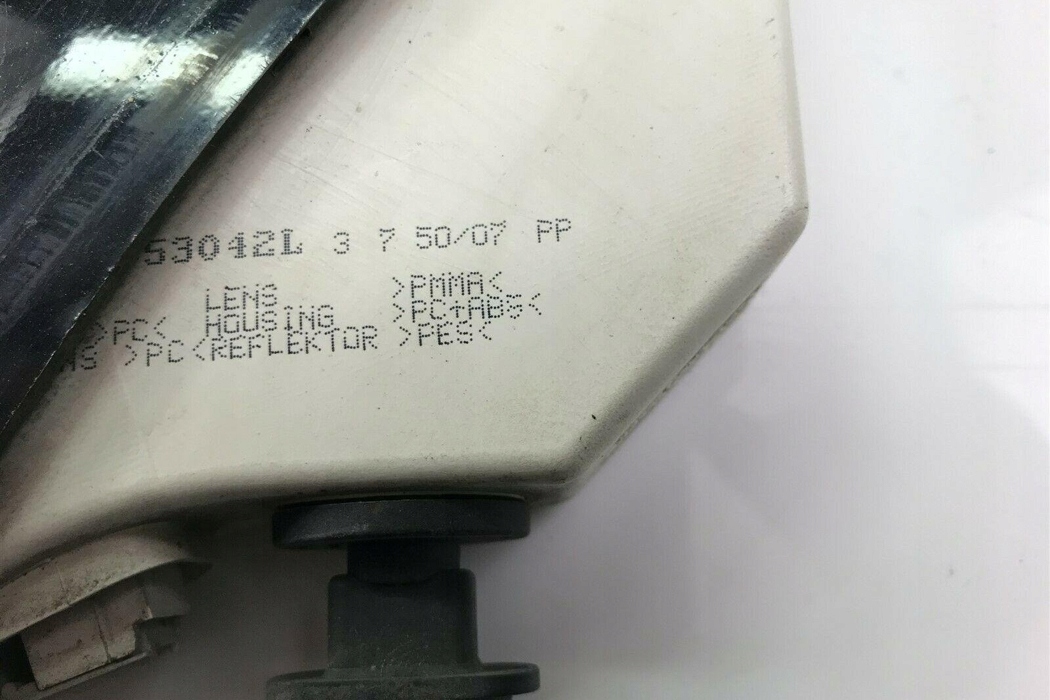 53042L 3 7 50/07 PP
LENS >PMMA<
>PC< HOUSING >PC+ABS<
>PC< REFLEKTOR >PES<